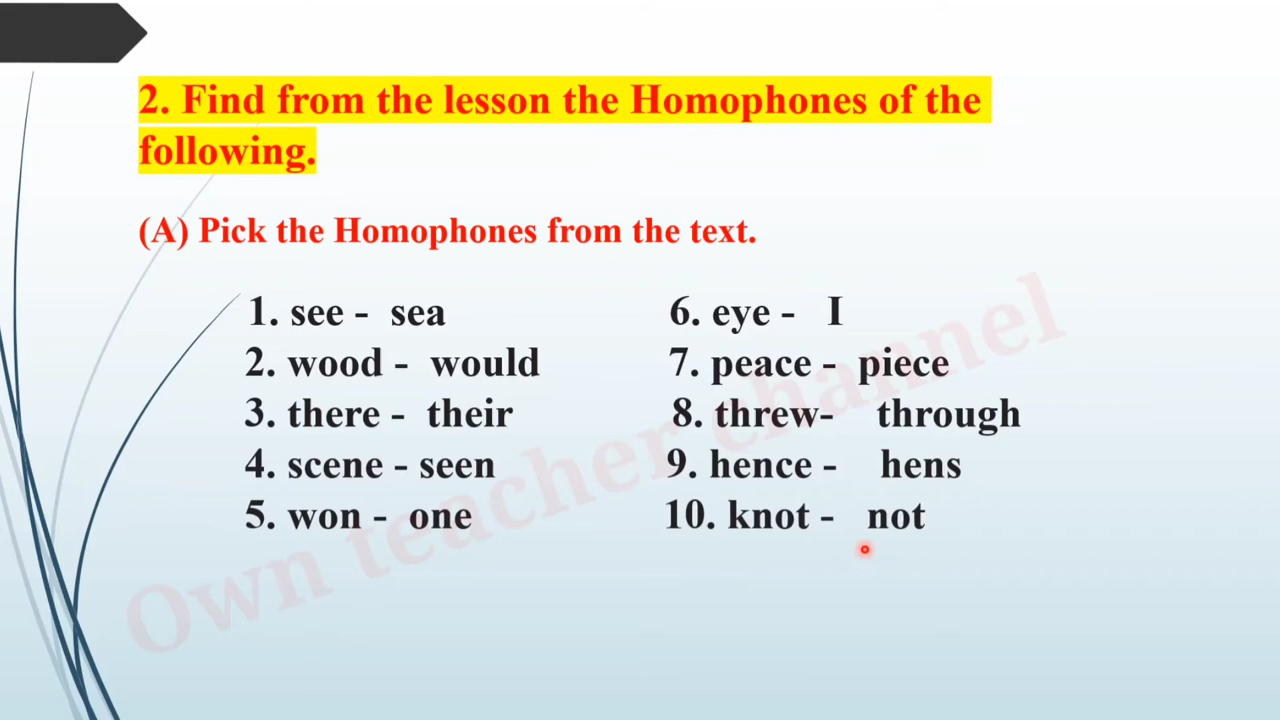 2. Find from the lesson the Homophones of the
following.
(A) Pick the Homophones from the text.
1. see - sea
2. wood - would
3. there - their
4. scene - seen
5. won - one
6. eye - I
7. peace - piece
8. threw- through
9. hence - hens
10. knot - not
Own teacher channel